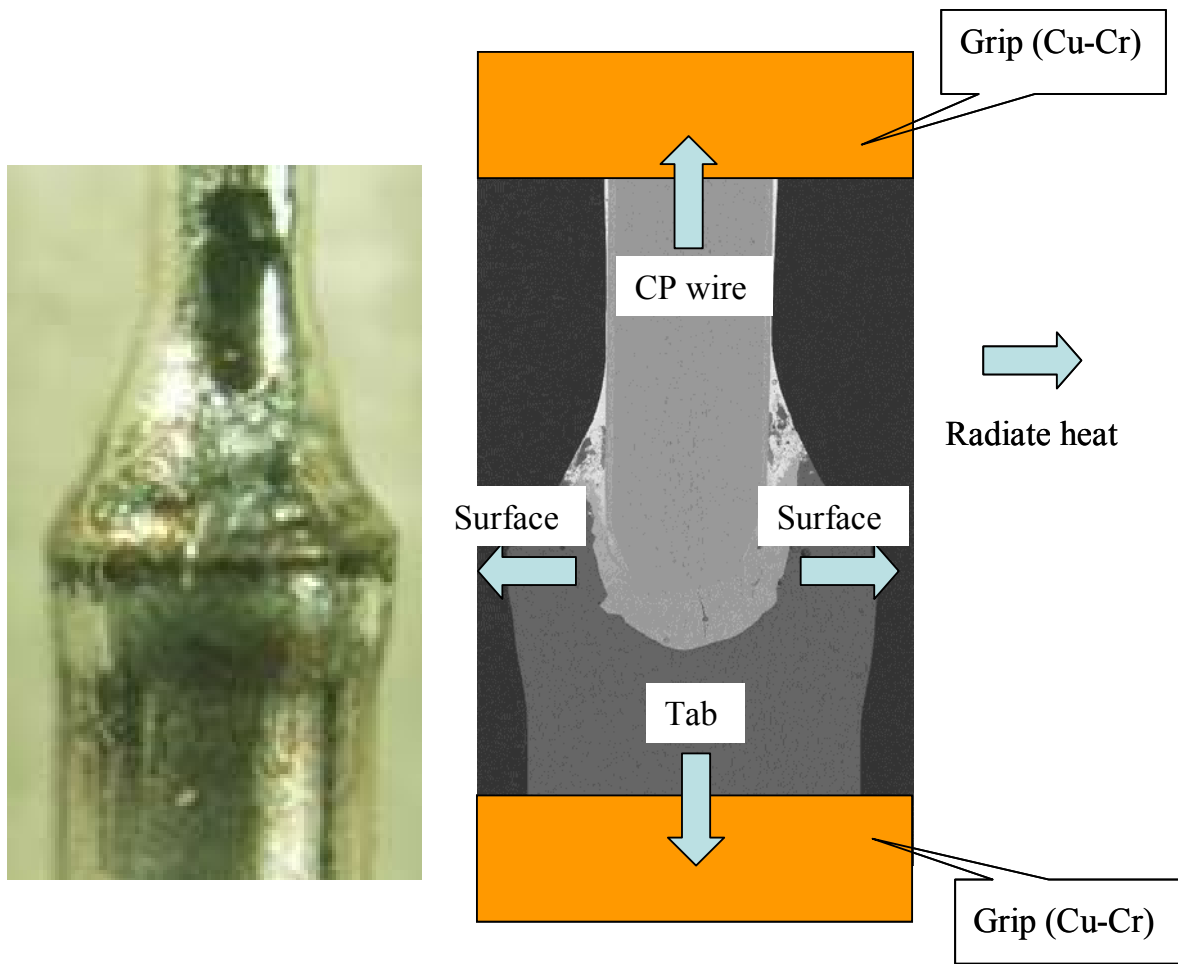 Grip (Cu-Cr)
CP wire
Radiate heat
Surface
Surface
Tab
Grip (Cu-Cr)